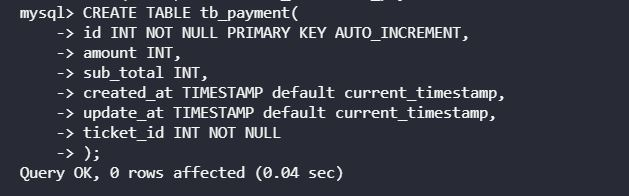 mysql> CREATE TABLE tb_payment(
    -> id INT NOT NULL PRIMARY KEY AUTO_INCREMENT,
    -> amount INT,
    -> sub_total INT,
    -> created_at TIMESTAMP default current_timestamp,
    -> update_at TIMESTAMP default current_timestamp,
    -> ticket_id INT NOT NULL
    -> );
Query OK, 0 rows affected (0.04 sec)